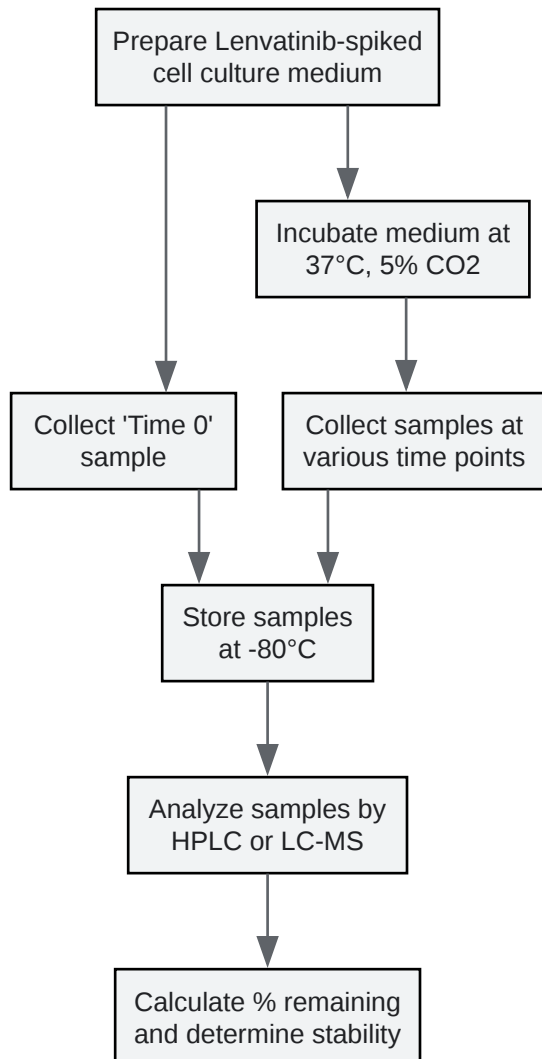 Prepare Lenvatinib-spiked
cell culture medium
Incubate medium at
37°C, 5% CO2
Collect 'Time 0'
sample
Collect samples at
various time points
Store samples
at -80°C
Analyze samples by
HPLC or LC-MS
Calculate % remaining
and determine stability